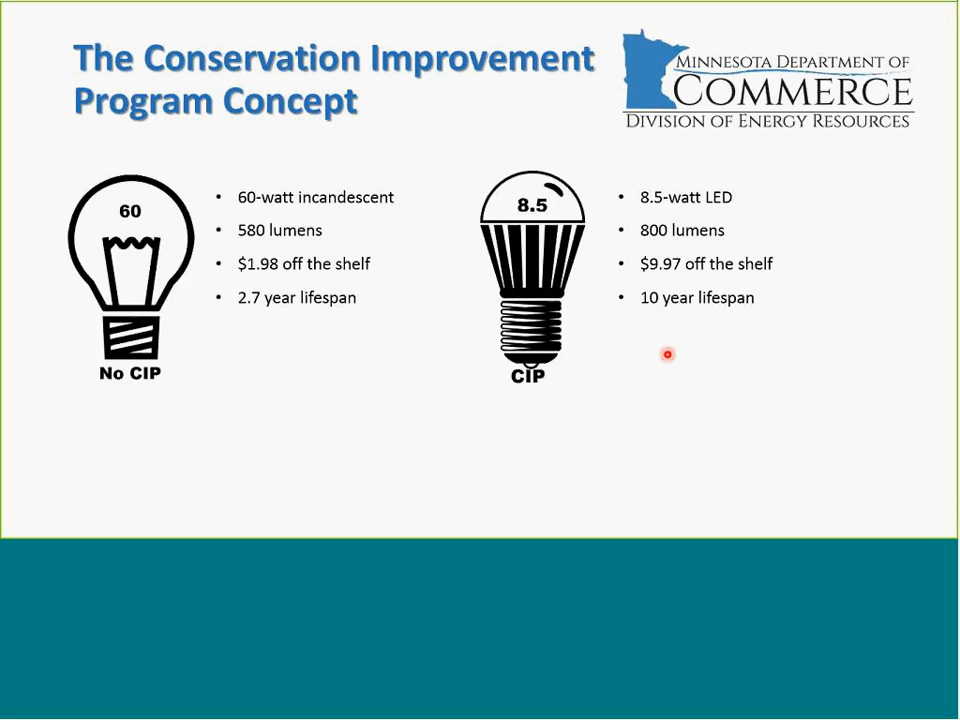 The Conservation Improvement
Program Concept
MINNESOTA DEPARTMENT OF
COMMERCE
DIVISION OF ENERGY RESOURCES
60
• 60-watt incandescent
• 580 lumens
• $1.98 off the shelf
• 2.7 year lifespan
No CIP
8.5
• 8.5-watt LED
• 800 lumens
• $9.97 off the shelf
• 10 year lifespan
CIP